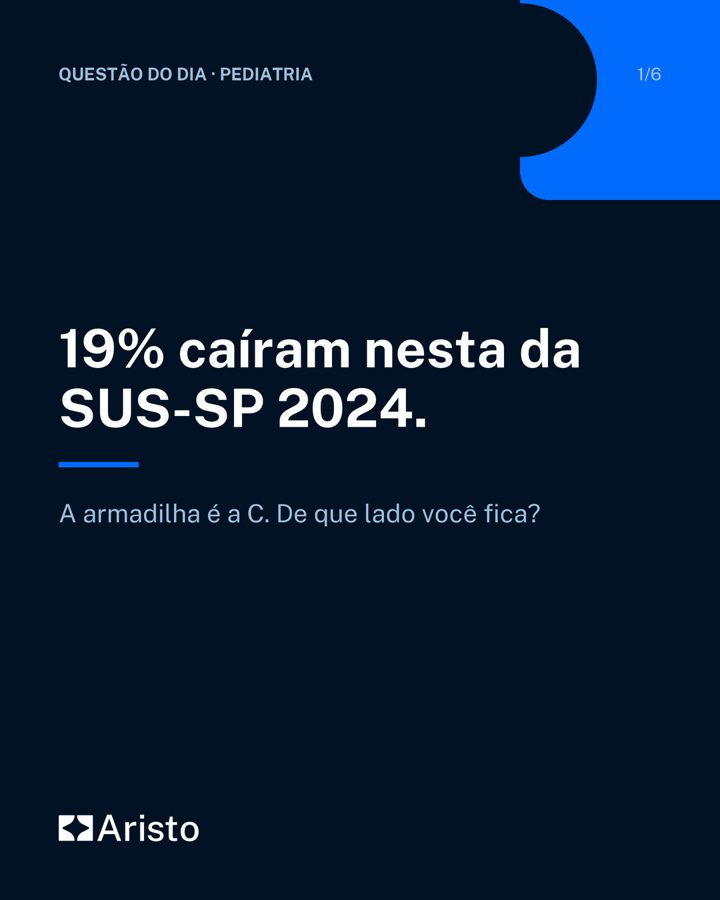 QUESTÃO DO DIA · PEDIATRIA
1/6
19% caíram nesta da
SUS-SP 2024.
A armadilha é a C. De que lado você fica?
Aristo